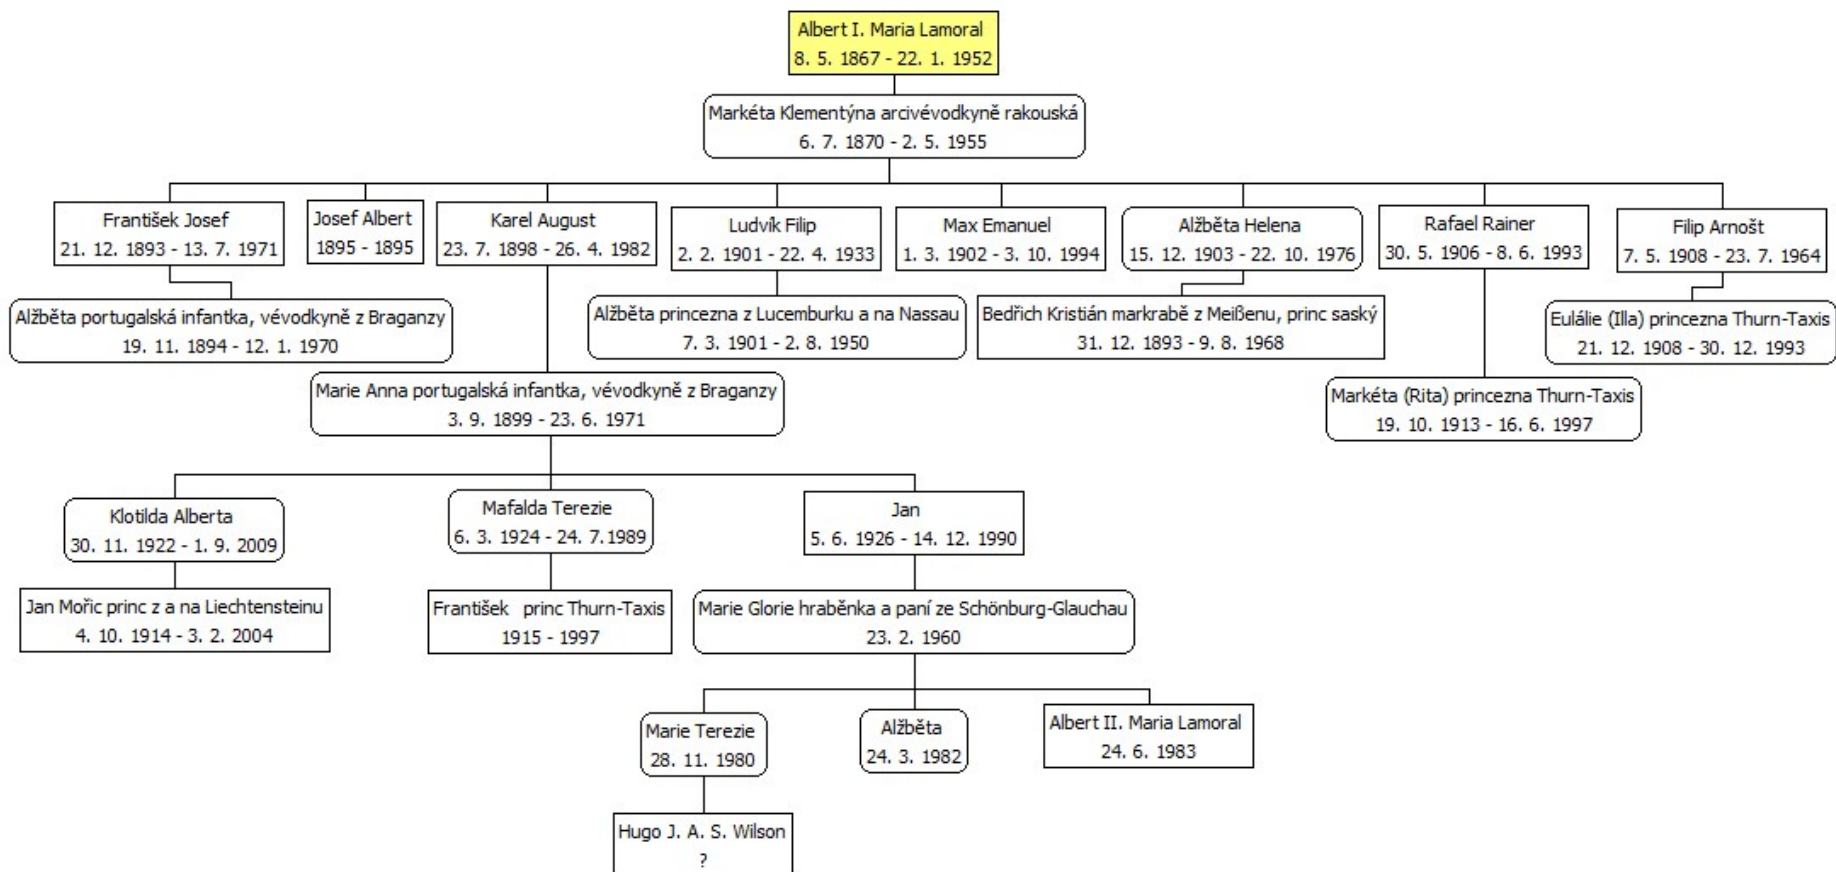 Albert I. Maria Lamoral
8. 5. 1867 - 22. 1. 1952
Markéta Klementýna arcivévodkyně rakouská
6. 7. 1870 - 2. 5. 1955
František Josef
21. 12. 1893 - 13. 7. 1971
Josef Albert
1895 - 1895
Karel August
23. 7. 1898 - 26. 4. 1982
Ludvík Filip
2. 2. 1901 - 22. 4. 1933
Max Emanuel
1. 3. 1902 - 3. 10. 1994
Alžběta Helena
15. 12. 1903 - 22. 10. 1976
Rafael Rainer
30. 5. 1906 - 8. 6. 1993
Filip Arnošt
7. 5. 1908 - 23. 7. 1964
Alžběta portugalská infantka, vévodkyně z Braganzy
19. 11. 1894 - 12. 1. 1970
Alžběta princezna z Lucemburku a na Nassau
7. 3. 1901 - 2. 8. 1950
Bedřich Kristián markrabě z Meißenu, princ saský
31. 12. 1893 - 9. 8. 1968
Eulálie (Illa) princezna Thurn-Taxis
21. 12. 1908 - 30. 12. 1993
Marie Anna portugalská infantka, vévodkyně z Braganzy
3. 9. 1899 - 23. 6. 1971
Markéta (Rita) princezna Thurn-Taxis
19. 10. 1913 - 16. 6. 1997
Klotilda Alberta
30. 11. 1922 - 1. 9. 2009
Mafalda Terezie
6. 3. 1924 - 24. 7.1989
Jan
5. 6. 1926 - 14. 12. 1990
Jan Mořic princ z a na Liechtensteinu
4. 10. 1914 - 3. 2. 2004
František princ Thurn-Taxis
1915 - 1997
Marie Glorie hraběnka a paní ze Schönburg-Glauchau
23. 2. 1960
Marie Terezie
28. 11. 1980
Alžběta
24. 3. 1982
Albert II. Maria Lamoral
24. 6. 1983
Hugo J. A. S. Wilson
?